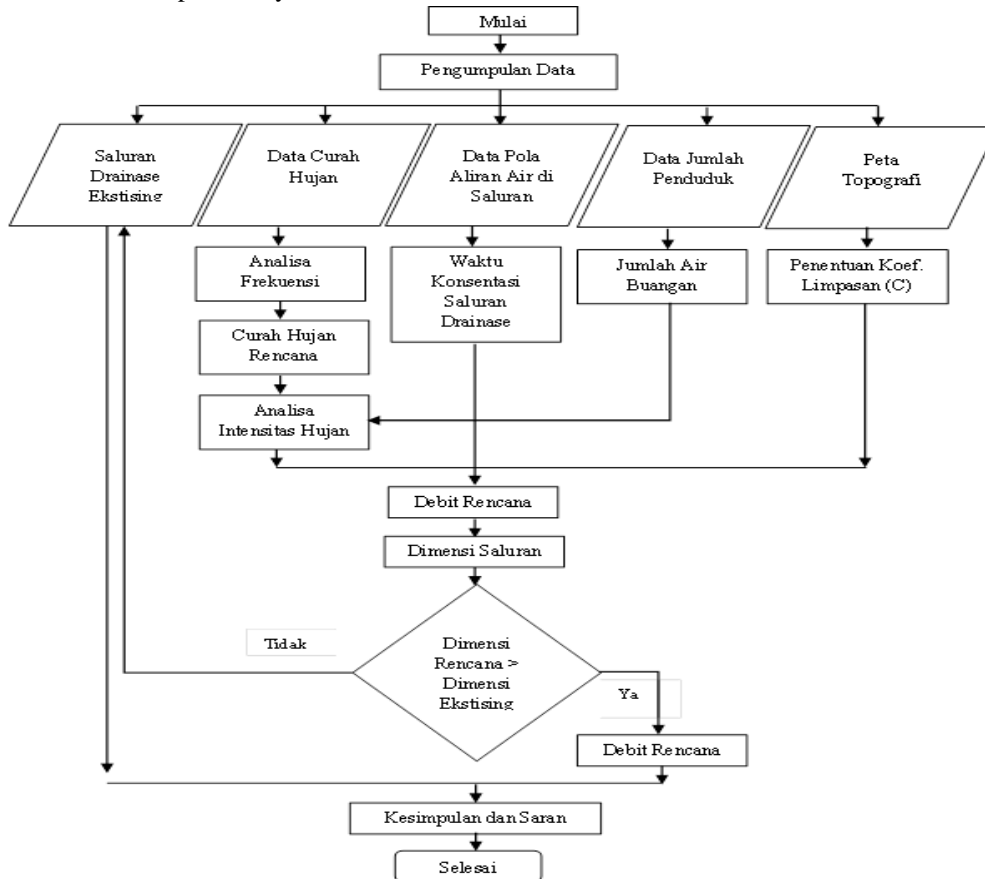 Mulai
Pengumpulan Data
Saluran
Drainase
Ekstising
Data Curah
Hujan
Data Pola
Aliran Air di
Saluran
Data Jumlah
Penduduk
Peta
Topografi
Analisa
Frekuensi
Waktu
Konsentasi
Saluran
Drainase
Jumlah Air
Buangan
Penentuan Koef.
Limpasan (C)
Curah Hujan
Rencana
Analisa
Intensitas Hujan
Debit Rencana
Dimensi Saluran
Tidak
Dimensi
Rencana >
Dimensi
Ekstising
Ya
Debit Rencana
Kesimpulan dan Saran
Selesai